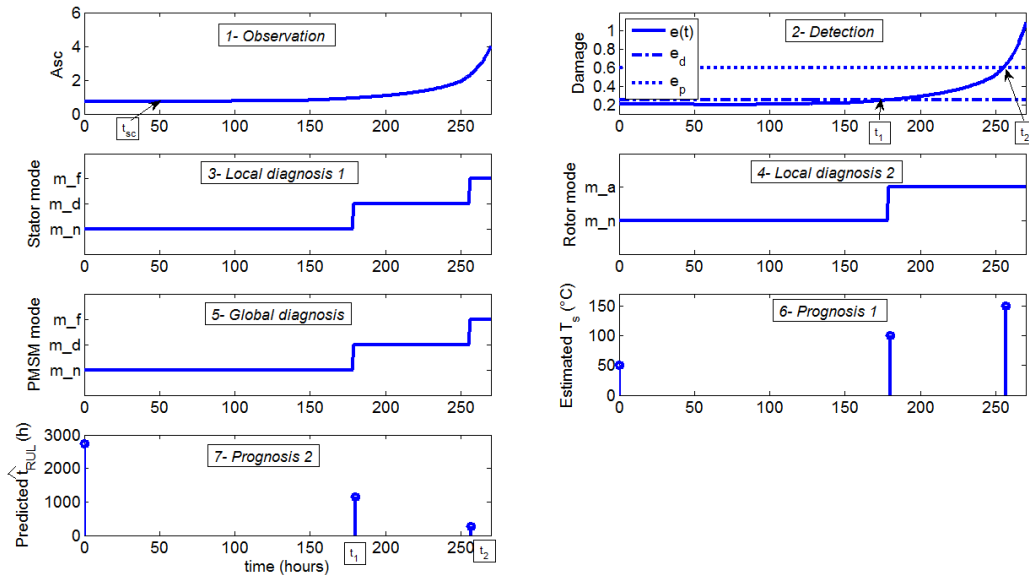 1- Observation
Asc
6
4
2
0
t_sc
0 50 100 150 200 250
2- Detection
Damage
1
0.8
0.6
0.4
0.2
e(t)
e_d
e_p
t_1
t_2
0 50 100 150 200 250
3- Local diagnosis 1
Stator mode
m_f
m_d
m_n
0 50 100 150 200 250
4- Local diagnosis 2
Rotor mode
m_a
m_n
0 50 100 150 200 250
5- Global diagnosis
PMSM mode
m_f
m_d
m_n
0 50 100 150 200 250
6- Prognosis 1
Estimated T_s (°C)
150
100
50
0
0 50 100 150 200 250
7- Prognosis 2
Predicted t̂_RUL (h)
3000
2000
1000
0
t_1
t_2
0 50 100 150 200 250
time (hours)